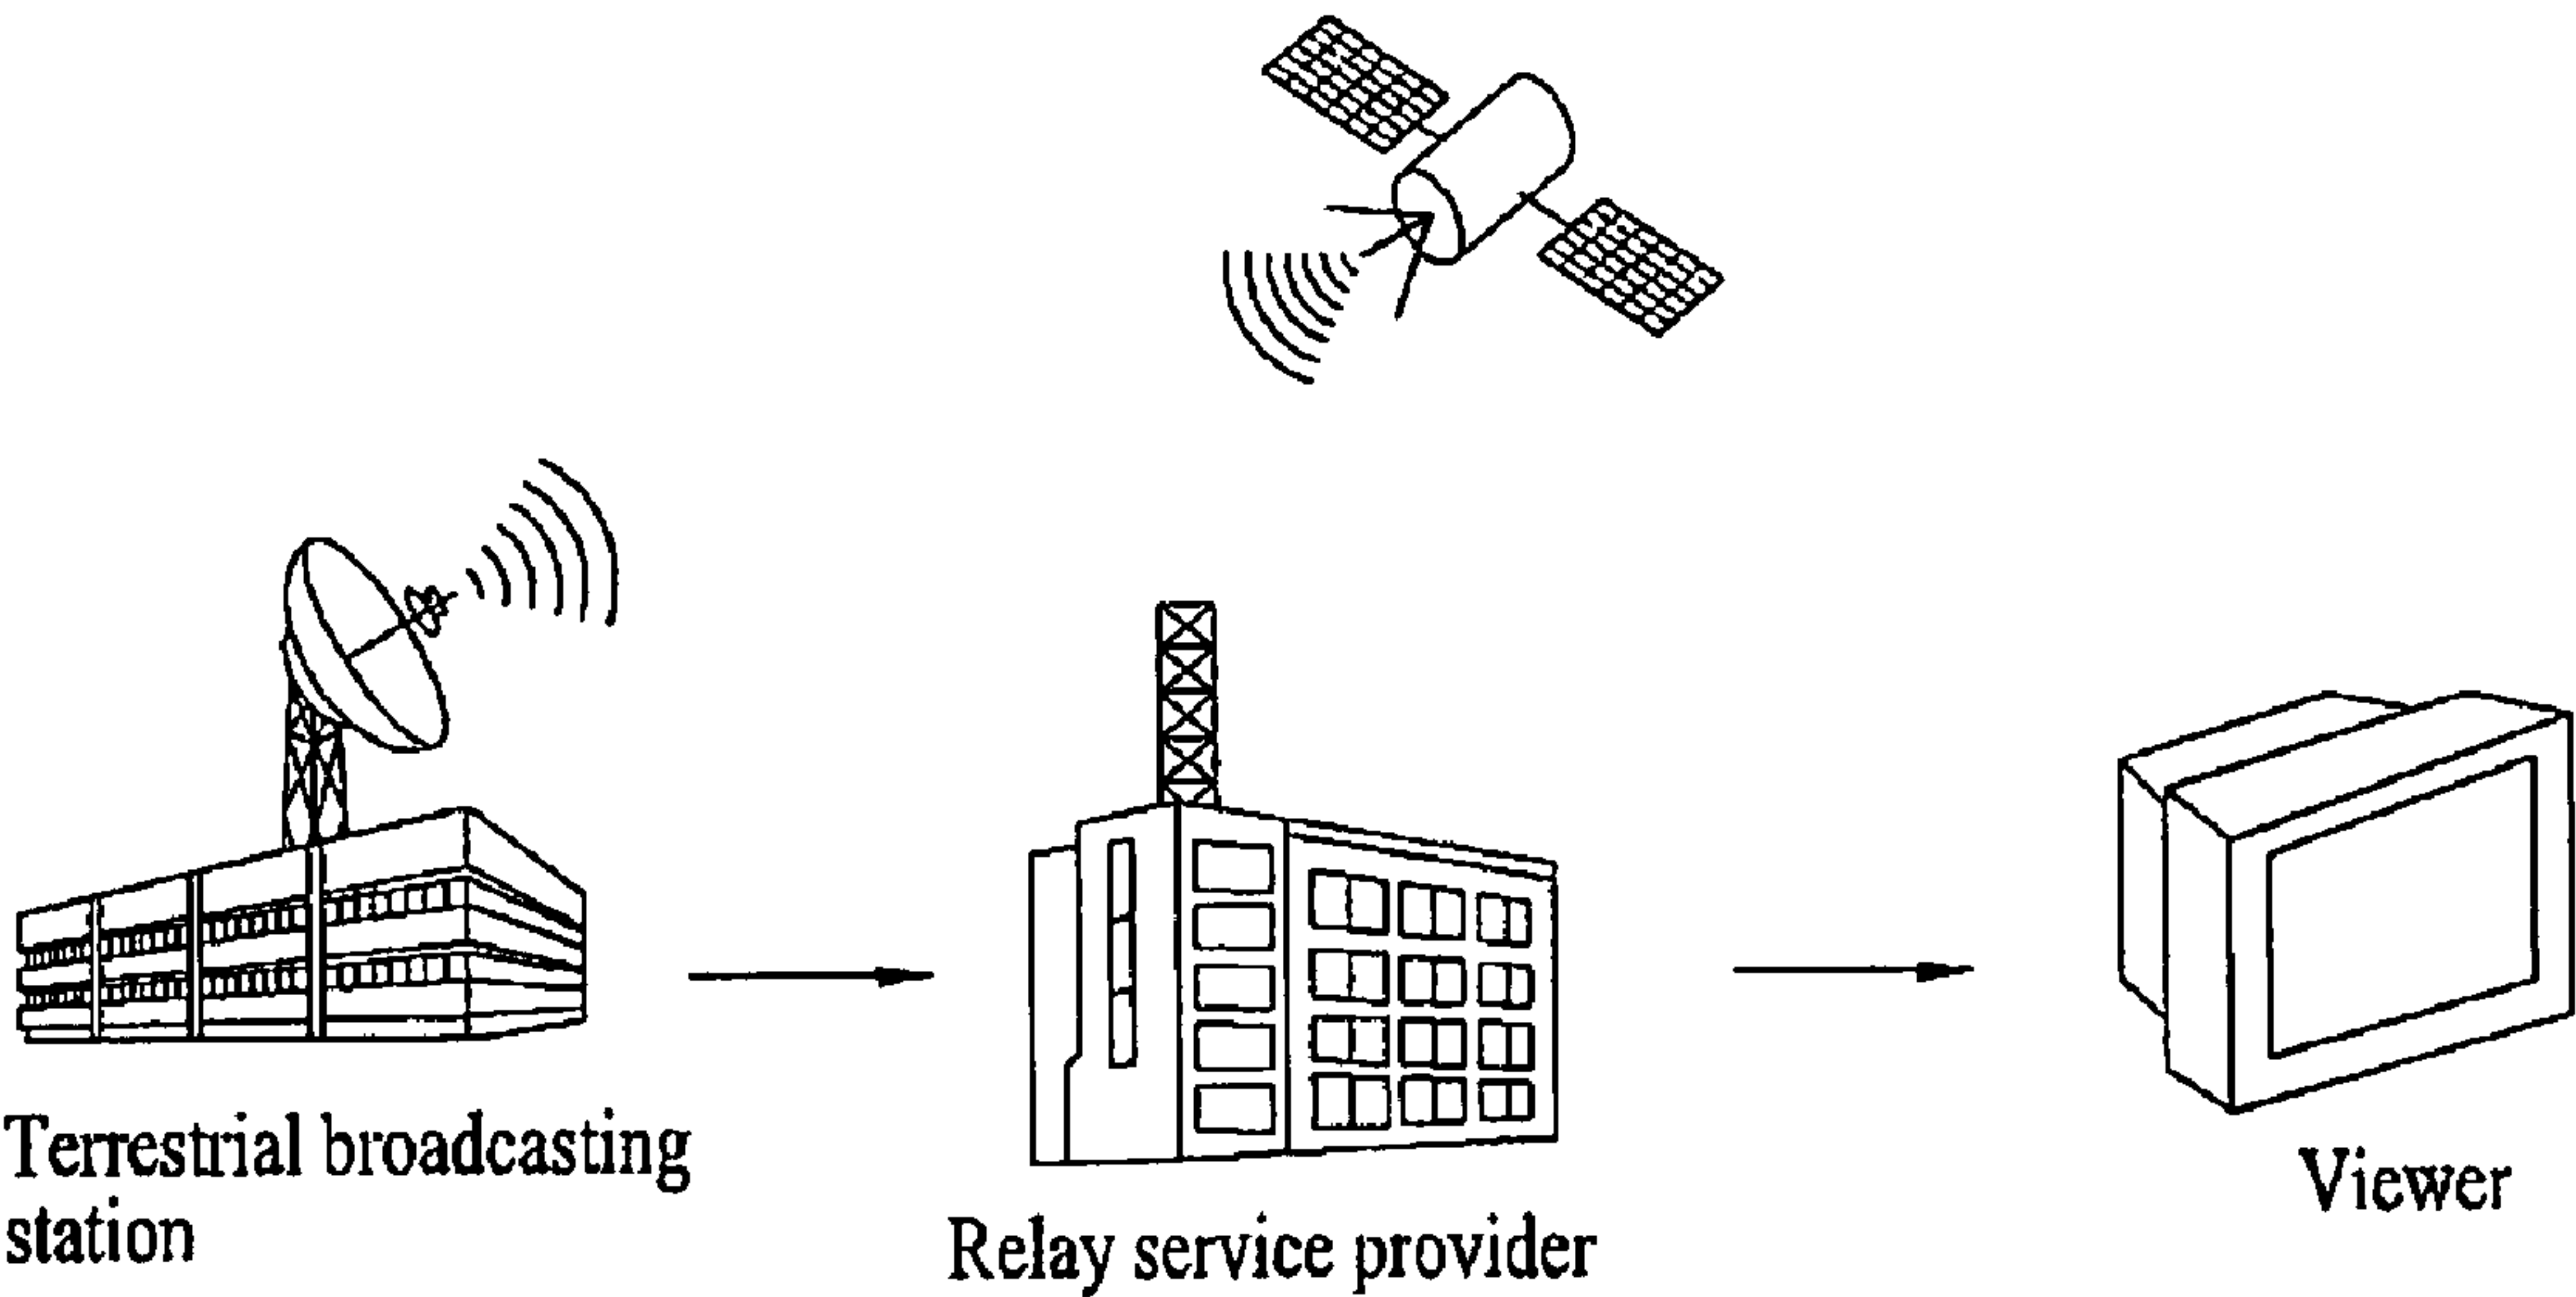 Terrestrial broadcasting
station
Relay service provider
Viewer